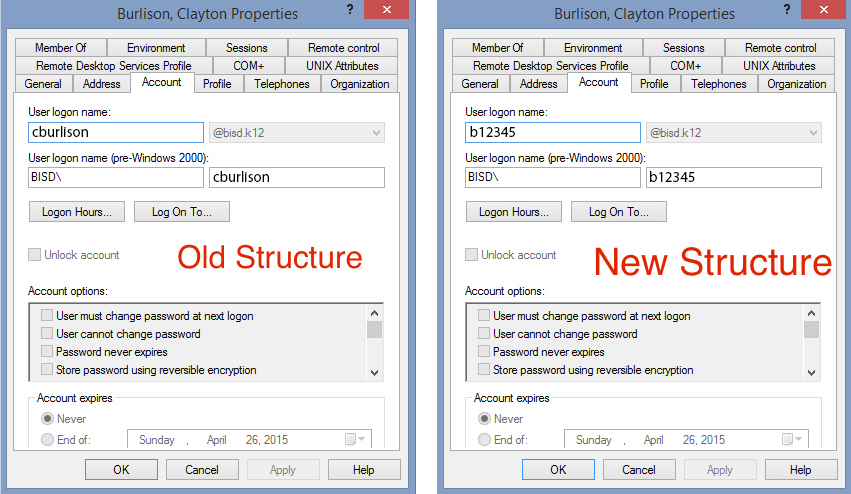 Burlison, Clayton Properties ? ×
Member Of Environment Sessions Remote control
Remote Desktop Services Profile COM+ UNIX Attributes
General Address Account Profile Telephones Organization
User logon name:
cburlison @bisd.k12
User logon name (pre-Windows 2000):
BISD\ cburlison
Logon Hours... Log On To...
Unlock account
Old Structure
Account options:
User must change password at next logon
User cannot change password
Password never expires
Store password using reversible encryption
Account expires
Never
End of: Sunday , April 26, 2015
OK Cancel Apply Help
Burlison, Clayton Properties ? ×
Member Of Environment Sessions Remote control
Remote Desktop Services Profile COM+ UNIX Attributes
General Address Account Profile Telephones Organization
User logon name:
b12345 @bisd.k12
User logon name (pre-Windows 2000):
BISD\ b12345
Logon Hours... Log On To...
Unlock account
New Structure
Account options:
User must change password at next logon
User cannot change password
Password never expires
Store password using reversible encryption
Account expires
Never
End of: Sunday , April 26, 2015
OK Cancel Apply Help